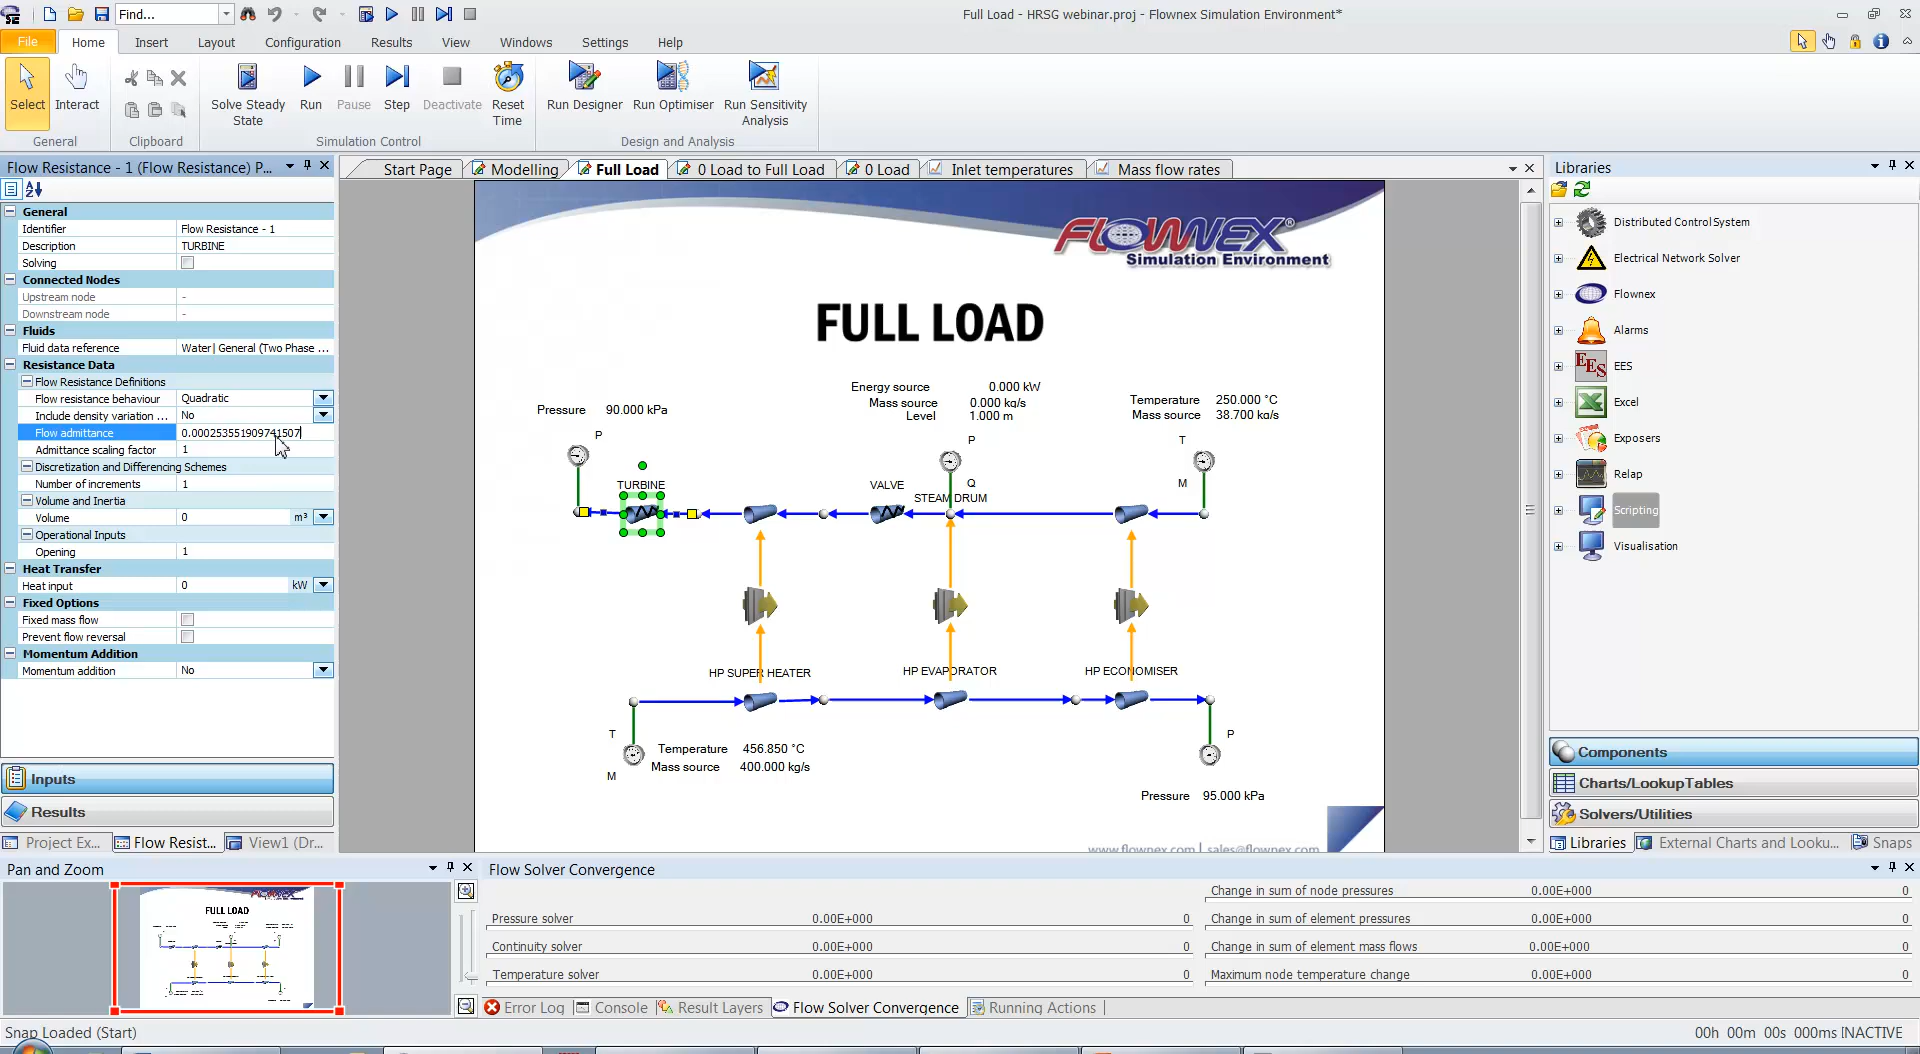 Find...
Full Load - HRSG webinar.proj - Flownex Simulation Environment*
File
Home
Insert
Layout
Configuration
Results
View
Windows
Settings
Help
Select
Interact
Solve Steady
State
Run
Pause
Step
Deactivate
Reset
Time
Run Designer
Run Optimiser
Run Sensitivity
Analysis
General
Clipboard
Simulation Control
Design and Analysis
Flow Resistance - 1 (Flow Resistance) P...
General
Identifier Flow Resistance - 1
Description TURBINE
Solving
Connected Nodes
Upstream node -
Downstream node -
Fluids
Fluid data reference Water| General (Two Phase ...
Resistance Data
Flow Resistance Definitions
Flow resistance behaviour Quadratic
Include density variation ... No
Flow admittance 0.000253551909741507
Admittance scaling factor 1
Discretization and Differencing Schemes
Number of increments 1
Volume and Inertia
Volume 0 m³
Operational Inputs
Opening 1
Heat Transfer
Heat input 0 kW
Fixed Options
Fixed mass flow
Prevent flow reversal
Momentum Addition
Momentum addition No
Inputs
Results
Project Ex...
Flow Resist...
View1 (Dr...
Start Page
Modelling
Full Load
0 Load to Full Load
0 Load
Inlet temperatures
Mass flow rates
FLOWNEX®
Simulation Environment
FULL LOAD
Energy source 0.000 kW
Mass source 0.000 kg/s
Level 1.000 m
Pressure 90.000 kPa
Temperature 250.000 °C
Mass source 38.700 kg/s
P
P
T
TURBINE
VALVE
Q
M
STEAM DRUM
HP SUPER HEATER
HP EVAPORATOR
HP ECONOMISER
T
P
Temperature 456.850 °C
Mass source 400.000 kg/s
M
Pressure 95.000 kPa
www.flownex.com | sales@flownex.com
Libraries
Distributed Control System
Electrical Network Solver
Flownex
Alarms
EES
EES
Excel
Exposers
Relap
Scripting
Visualisation
Components
Charts/LookupTables
Solvers/Utilities
Libraries
External Charts and Looku...
Snaps
Pan and Zoom
FULL LOAD
Flow Solver Convergence
Pressure solver 0.00E+000 0
Continuity solver 0.00E+000 0
Temperature solver 0.00E+000 0
Change in sum of node pressures 0.00E+000 0
Change in sum of element pressures 0.00E+000 0
Change in sum of element mass flows 0.00E+000 0
Maximum node temperature change 0.00E+000 0
Error Log
Console
Result Layers
Flow Solver Convergence
Running Actions
Snap Loaded (Start)
00h 00m 00s 000ms INACTIVE